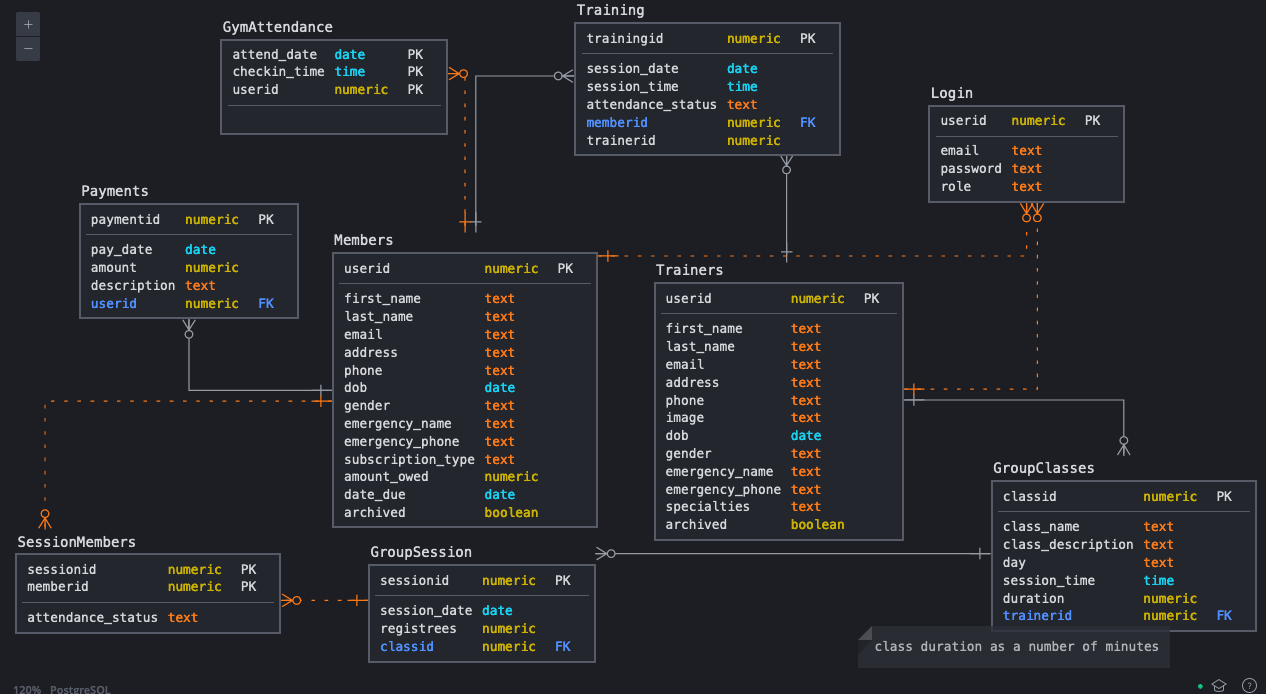 +
−
GymAttendance
attend_date date PK
checkin_time time PK
userid numeric PK
Training
trainingid numeric PK
session_date date
session_time time
attendance_status text
memberid numeric FK
trainerid numeric
Login
userid numeric PK
email text
password text
role text
Payments
paymentid numeric PK
pay_date date
amount numeric
description text
userid numeric FK
Members
userid numeric PK
first_name text
last_name text
email text
address text
phone text
dob date
gender text
emergency_name text
emergency_phone text
subscription_type text
amount_owed numeric
date_due date
archived boolean
Trainers
userid numeric PK
first_name text
last_name text
email text
address text
phone text
image text
dob date
gender text
emergency_name text
emergency_phone text
specialties text
archived boolean
GroupClasses
classid numeric PK
class_name text
class_description text
day text
session_time time
duration numeric
trainerid numeric FK
SessionMembers
sessionid numeric PK
memberid numeric PK
attendance_status text
GroupSession
sessionid numeric PK
session_date date
registrees numeric
classid numeric FK
class duration as a number of minutes
120% PostgreSQL
?